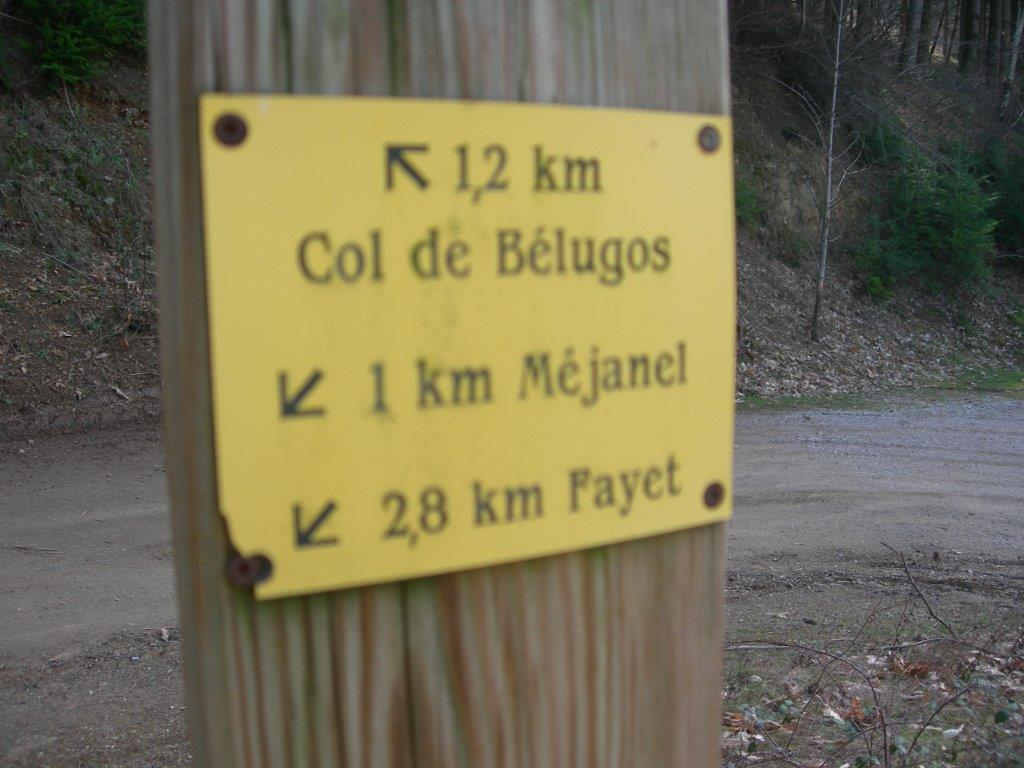 ↖ 1,2 km
Col de Bélugos
↙ 1 km Méjanel
↙ 2,8 km Fayet